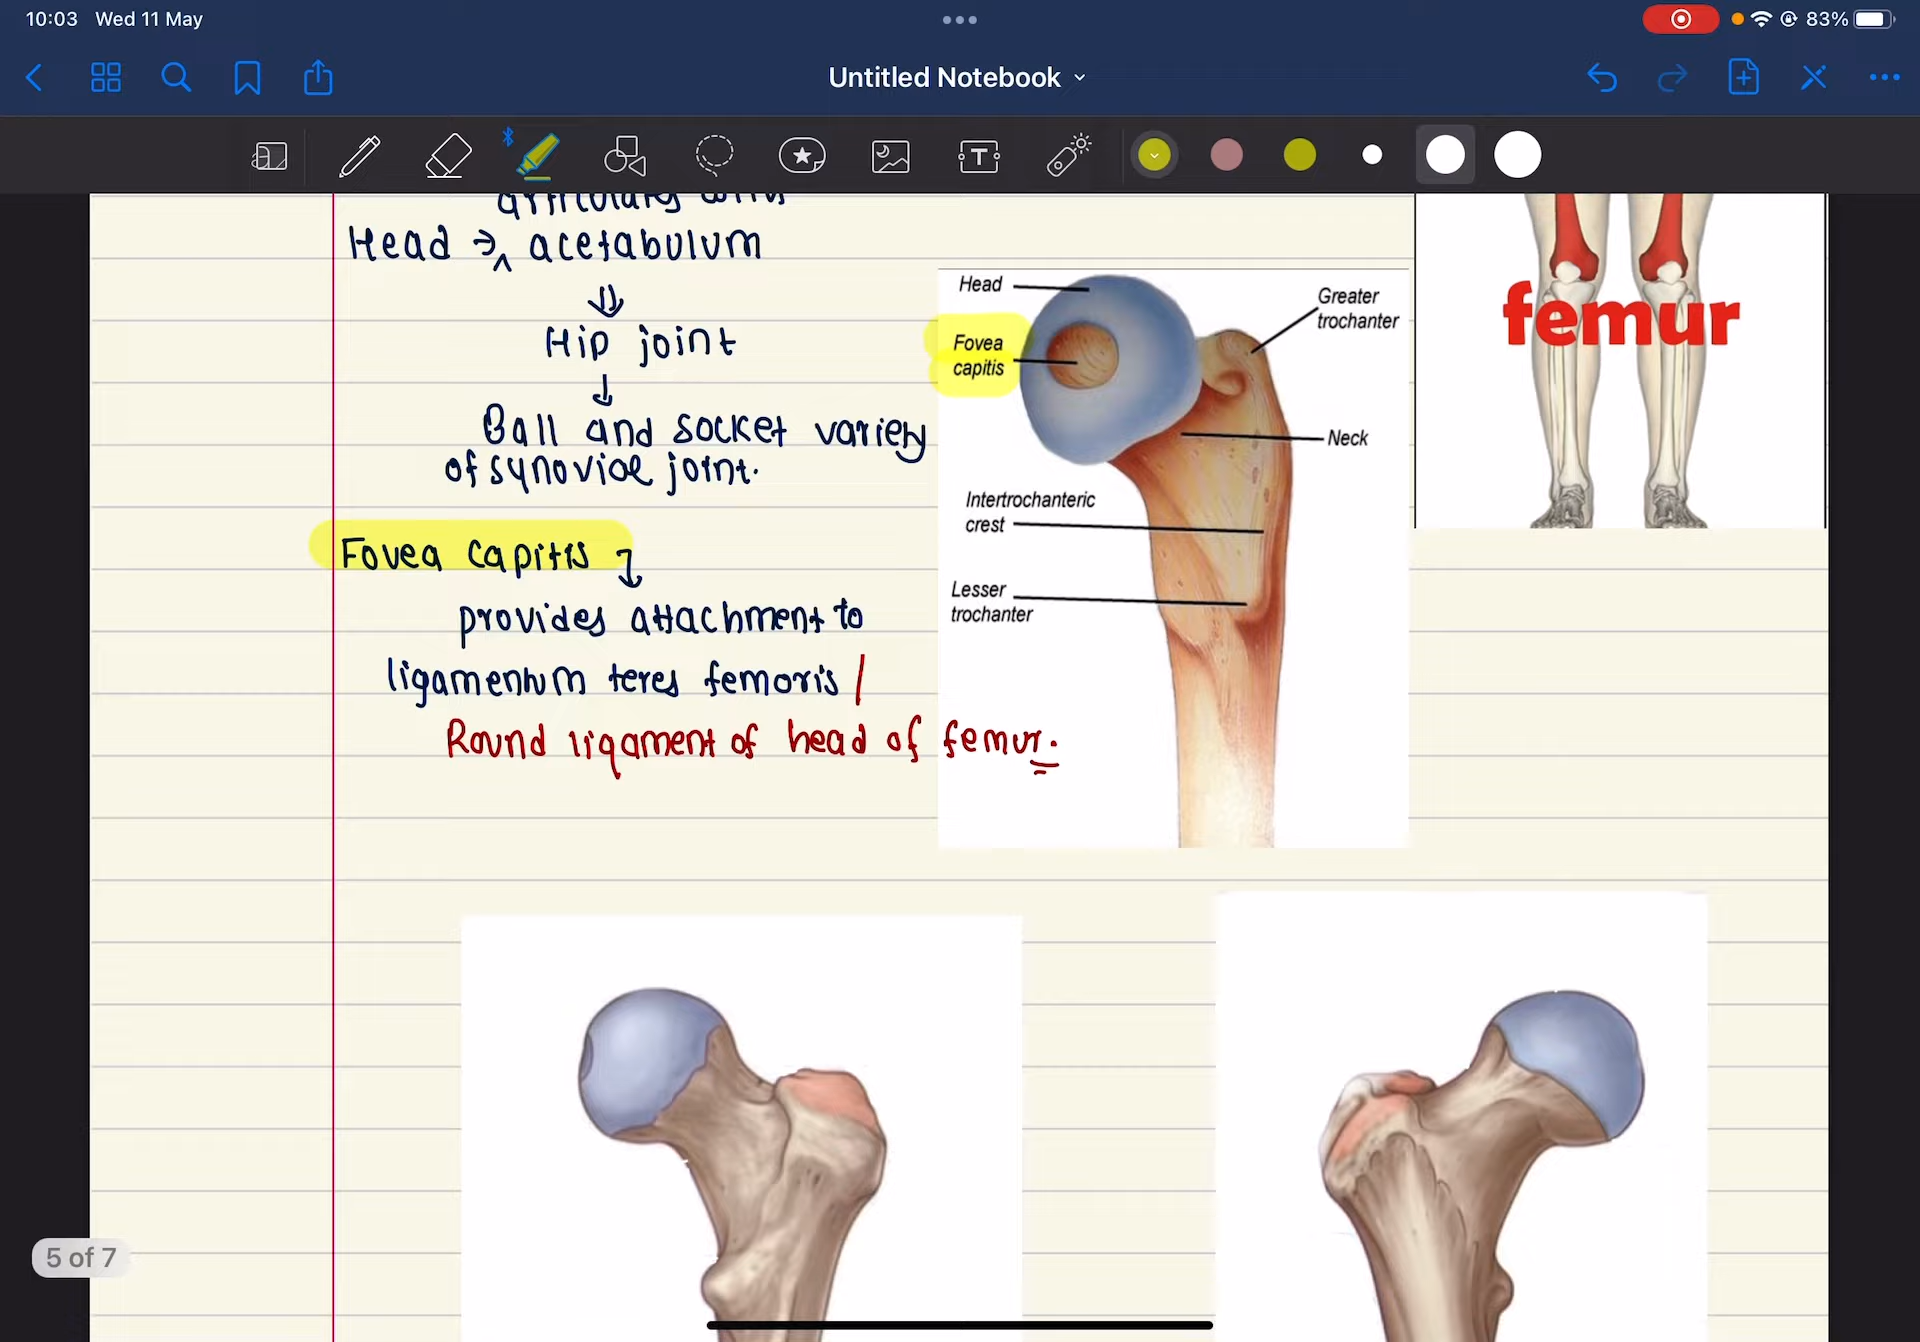 10:03 Wed 11 May
83%
Untitled Notebook
T
Head → ^ acetabulum
Hip joint
Ball and socket variety
of synovial joint.
Fovea capitis
provides attachment to
ligamentum teres femoris /
Round ligament of head of femur.
Head
Fovea
capitis
Greater
trochanter
Neck
Intertrochanteric
crest
Lesser
trochanter
femur
5 of 7